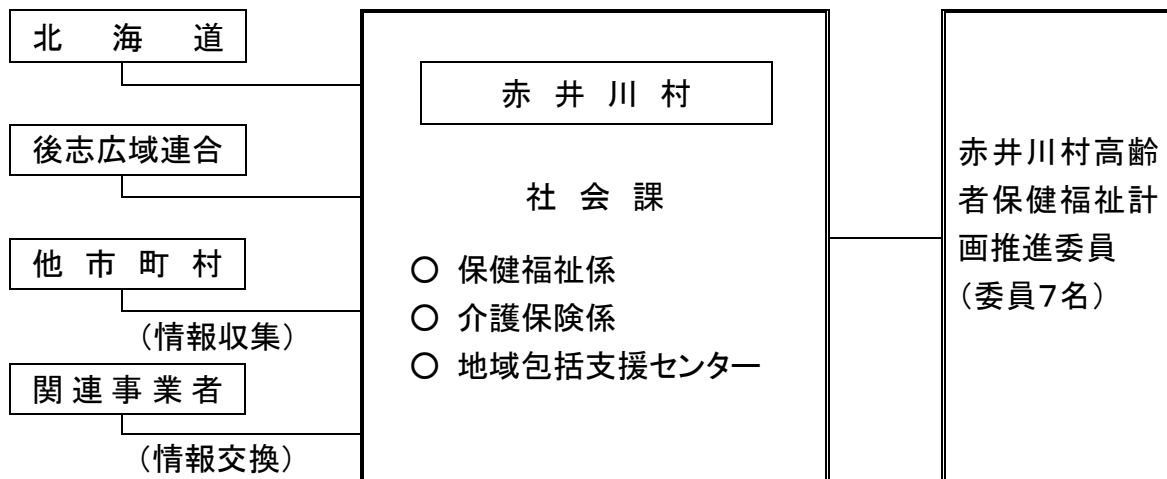 北海道
後志広域連合
他市町村
（情報収集）
関連事業者
（情報交換）
赤井川村
社会課
○ 保健福祉係
○ 介護保険係
○ 地域包括支援センター
赤井川村高齢
者保健福祉計
画推進委員
（委員７名）